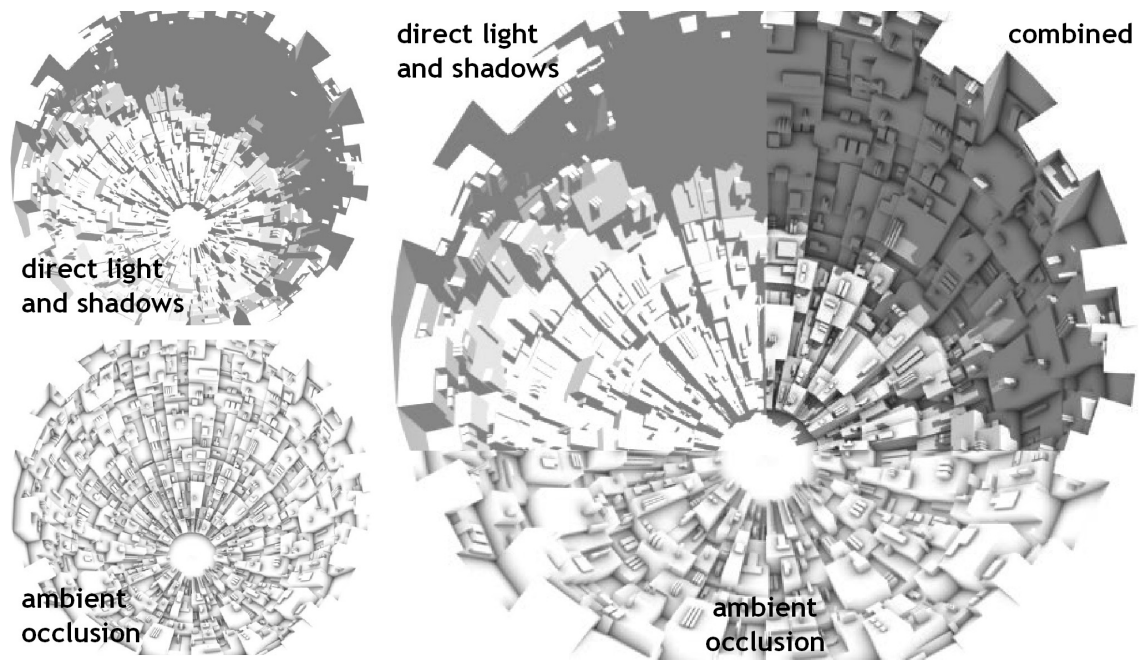 direct light
and shadows
ambient
occlusion
direct light
and shadows
combined
ambient
occlusion